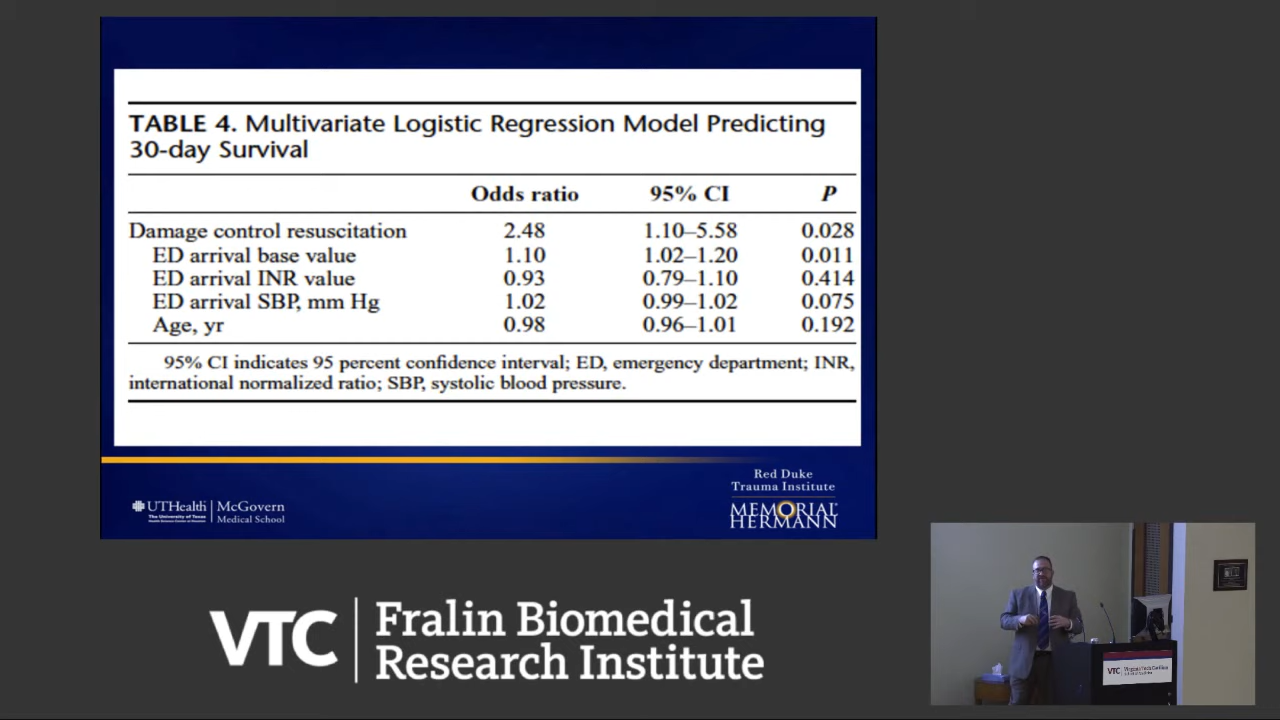 TABLE 4. Multivariate Logistic Regression Model Predicting
30-day Survival
Odds ratio 95% CI P
Damage control resuscitation 2.48 1.10–5.58 0.028
ED arrival base value 1.10 1.02–1.20 0.011
ED arrival INR value 0.93 0.79–1.10 0.414
ED arrival SBP, mm Hg 1.02 0.99–1.02 0.075
Age, yr 0.98 0.96–1.01 0.192
95% CI indicates 95 percent confidence interval; ED, emergency department; INR,
international normalized ratio; SBP, systolic blood pressure.
UTHealth McGovern
The University of Texas Medical School
Red Duke
Trauma Institute
MEMORIAL
HERMANN
VTC Fralin Biomedical
Research Institute
VTC Virginia Tech Carilion